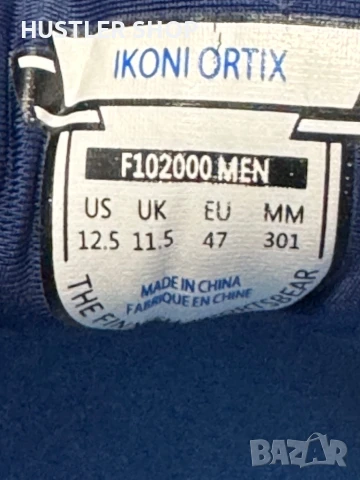 HUSTLER SHOP
IKONI ORTIX
F102000 MEN
US UK EU MM
12.5 11.5 47 301
MADE IN CHINA
FABRIQUE EN CHINE
THE
BAZAR